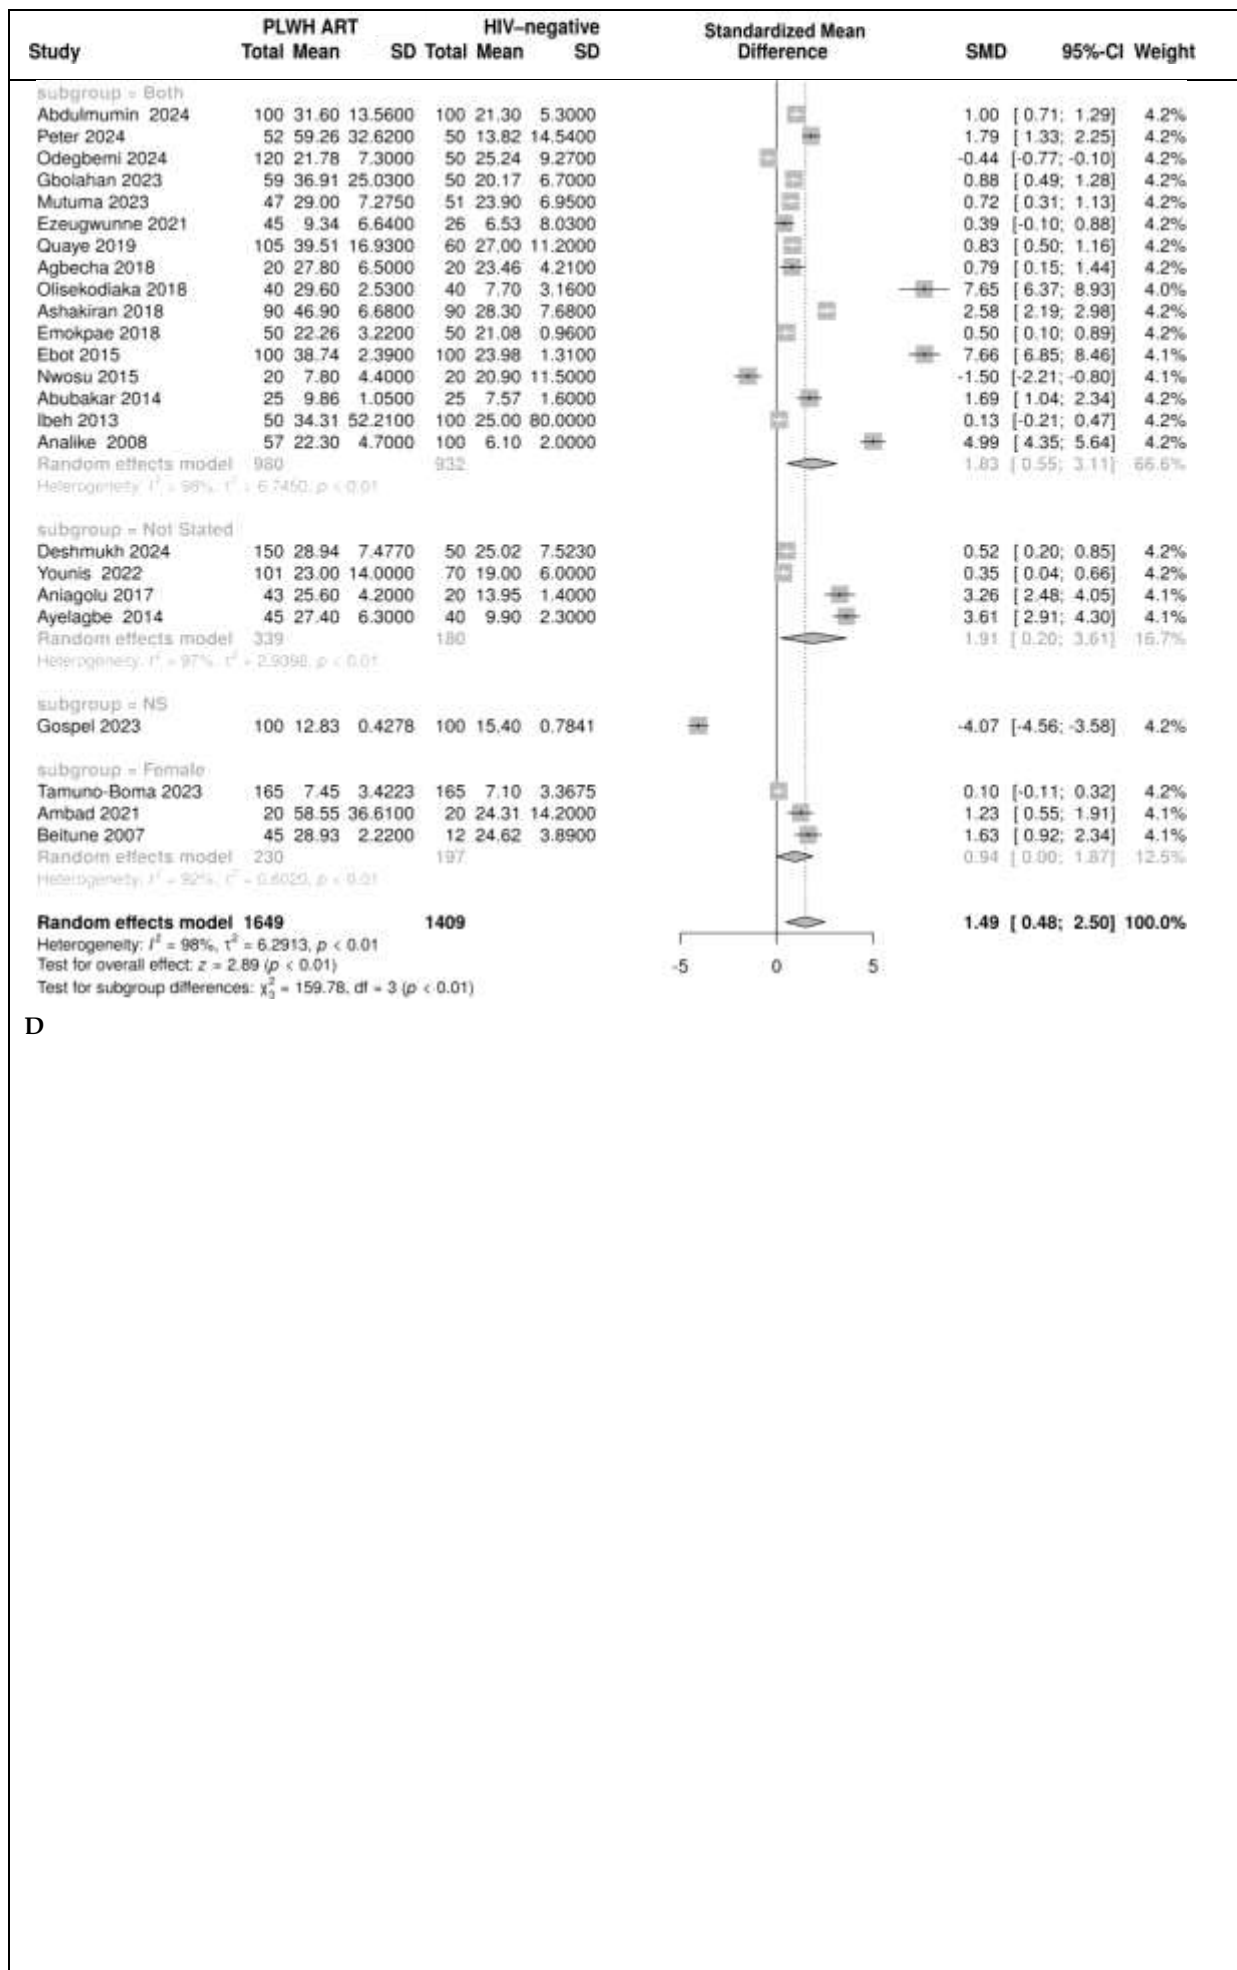 PLWH ART HIV−negative Standardized Mean
Study Total Mean SD Total Mean SD Difference SMD 95%-CI Weight
subgroup = Both
Abdulmumin 2024 100 31.60 13.5600 100 21.30 5.3000 1.00 [ 0.71; 1.29] 4.2%
Peter 2024 52 59.26 32.6200 50 13.82 14.5400 1.79 [ 1.33; 2.25] 4.2%
Odegbemi 2024 120 21.78 7.3000 50 25.24 9.2700 -0.44 [-0.77; -0.10] 4.2%
Gbolahan 2023 59 36.91 25.0300 50 20.17 6.7000 0.88 [ 0.49; 1.28] 4.2%
Mutuma 2023 47 29.00 7.2750 51 23.90 6.9500 0.72 [ 0.31; 1.13] 4.2%
Ezeugwunne 2021 45 9.34 6.6400 26 6.53 8.0300 0.39 [-0.10; 0.88] 4.2%
Quaye 2019 105 39.51 16.9300 60 27.00 11.2000 0.83 [ 0.50; 1.16] 4.2%
Agbecha 2018 20 27.80 6.5000 20 23.46 4.2100 0.79 [ 0.15; 1.44] 4.2%
Olisekodiaka 2018 40 29.60 2.5300 40 7.70 3.1600 7.65 [ 6.37; 8.93] 4.0%
Ashakiran 2018 90 46.90 6.6800 90 28.30 7.6800 2.58 [ 2.19; 2.98] 4.2%
Emokpae 2018 50 22.26 3.2200 50 21.08 0.9600 0.50 [ 0.10; 0.89] 4.2%
Ebot 2015 100 38.74 2.3900 100 23.98 1.3100 7.66 [ 6.85; 8.46] 4.1%
Nwosu 2015 20 7.80 4.4000 20 20.90 11.5000 -1.50 [-2.21; -0.80] 4.1%
Abubakar 2014 25 9.86 1.0500 25 7.57 1.6000 1.69 [ 1.04; 2.34] 4.2%
Ibeh 2013 50 34.31 52.2100 100 25.00 80.0000 0.13 [-0.21; 0.47] 4.2%
Analike 2008 57 22.30 4.7000 100 6.10 2.0000 4.99 [ 4.35; 5.64] 4.2%
Random effects model 980 932 1.83 [ 0.55; 3.11] 66.6%
Heterogeneity: I² = 98%, τ² = 6.7450, p < 0.01
subgroup = Not Stated
Deshmukh 2024 150 28.94 7.4770 50 25.02 7.5230 0.52 [ 0.20; 0.85] 4.2%
Younis 2022 101 23.00 14.0000 70 19.00 6.0000 0.35 [ 0.04; 0.66] 4.2%
Aniagolu 2017 43 25.60 4.2000 20 13.95 1.4000 3.26 [ 2.48; 4.05] 4.1%
Ayelagbe 2014 45 27.40 6.3000 40 9.90 2.3000 3.61 [ 2.91; 4.30] 4.1%
Random effects model 339 180 1.91 [ 0.20; 3.61] 16.7%
Heterogeneity: I² = 97%, τ² = 2.9398, p < 0.01
subgroup = NS
Gospel 2023 100 12.83 0.4278 100 15.40 0.7841 -4.07 [-4.56; -3.58] 4.2%
subgroup = Female
Tamuno-Boma 2023 165 7.45 3.4223 165 7.10 3.3675 0.10 [-0.11; 0.32] 4.2%
Ambad 2021 20 58.55 36.6100 20 24.31 14.2000 1.23 [ 0.55; 1.91] 4.1%
Beitune 2007 45 28.93 2.2200 12 24.62 3.8900 1.63 [ 0.92; 2.34] 4.1%
Random effects model 230 197 0.94 [ 0.00; 1.87] 12.5%
Heterogeneity: I² = 92%, τ² = 0.6020, p < 0.01
Random effects model 1649 1409 1.49 [ 0.48; 2.50] 100.0%
Heterogeneity: I² = 98%, τ² = 6.2913, p < 0.01
Test for overall effect: z = 2.89 (p < 0.01) -5 0 5
Test for subgroup differences: χ²₃ = 159.78, df = 3 (p < 0.01)
D